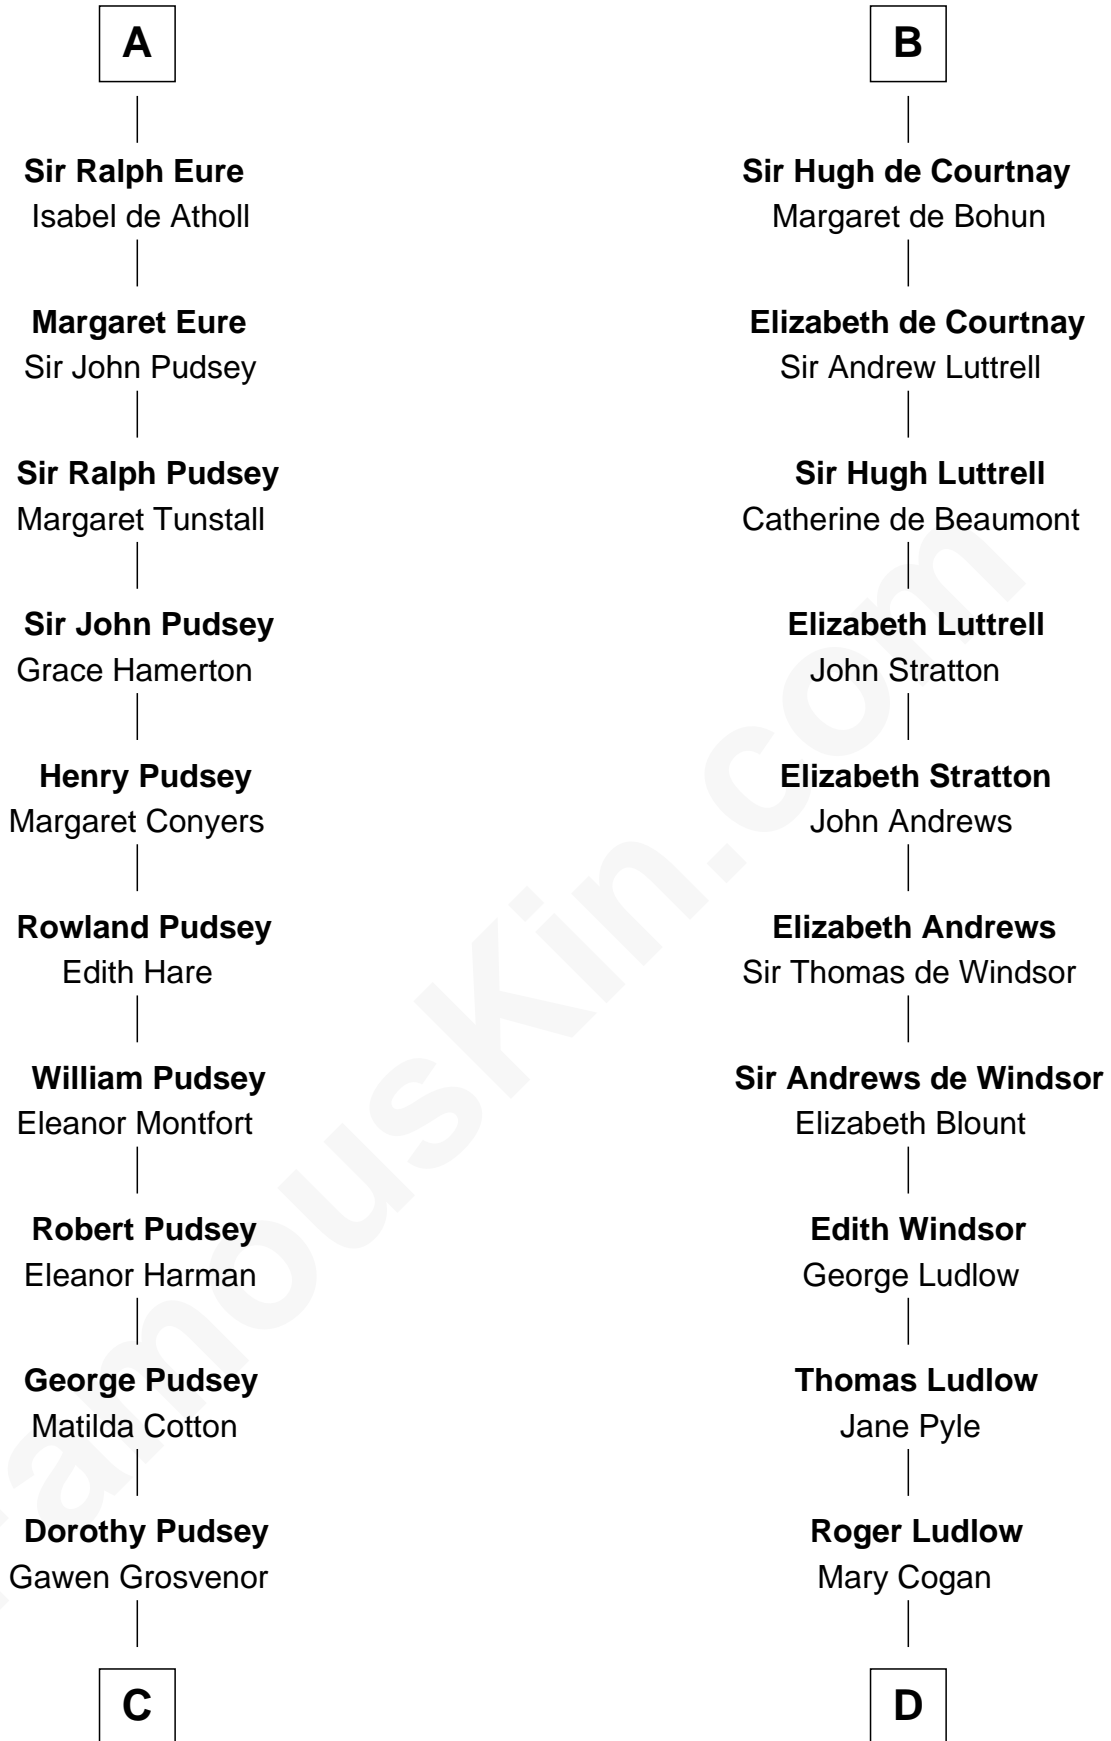 A
Sir Ralph Eure
Isabel de Atholl
Margaret Eure
Sir John Pudsey
Sir Ralph Pudsey
Margaret Tunstall
Sir John Pudsey
Grace Hamerton
Henry Pudsey
Margaret Conyers
Rowland Pudsey
Edith Hare
William Pudsey
Eleanor Montfort
Robert Pudsey
Eleanor Harman
George Pudsey
Matilda Cotton
Dorothy Pudsey
Gawen Grosvenor
C
B
Sir Hugh de Courtnay
Margaret de Bohun
Elizabeth de Courtnay
Sir Andrew Luttrell
Sir Hugh Luttrell
Catherine de Beaumont
Elizabeth Luttrell
John Stratton
Elizabeth Stratton
John Andrews
Elizabeth Andrews
Sir Thomas de Windsor
Sir Andrews de Windsor
Elizabeth Blount
Edith Windsor
George Ludlow
Thomas Ludlow
Jane Pyle
Roger Ludlow
Mary Cogan
D
FamousKin.com